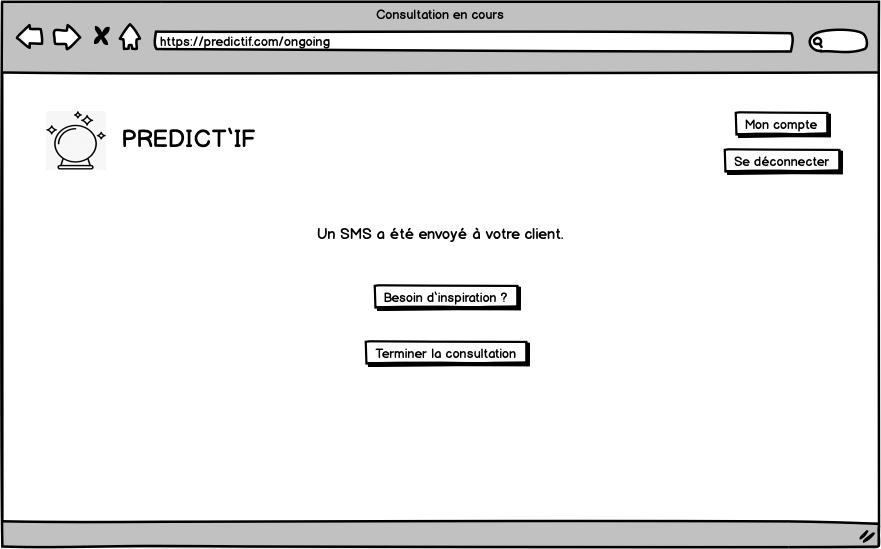 Consultation en cours
https://predictif.com/ongoing
PREDICT'IF
Mon compte
Se déconnecter
Un SMS a été envoyé à votre client.
Besoin d'inspiration ?
Terminer la consultation